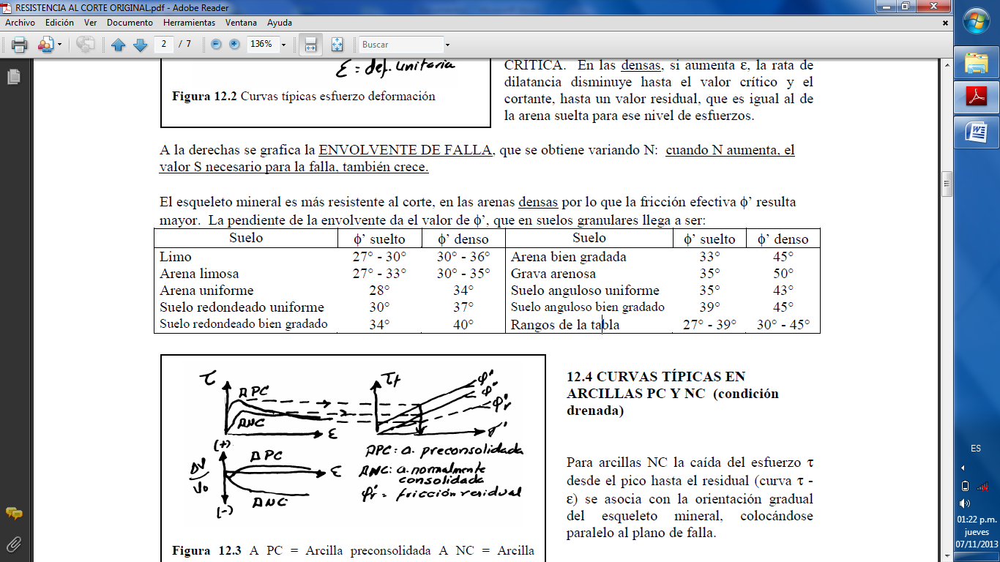 RESISTENCIA AL CORTE ORIGINAL.pdf - Adobe Reader
Archivo Edición Ver Documento Herramientas Ventana Ayuda
2 / 7 136% Buscar
ε = def. unitaria
Figura 12.2 Curvas típicas esfuerzo deformación
CRITICA. En las densas, si aumenta ε, la rata de
dilatancia disminuye hasta el valor crítico y el
cortante, hasta un valor residual, que es igual al de
la arena suelta para ese nivel de esfuerzos.
A la derechas se grafica la ENVOLVENTE DE FALLA, que se obtiene variando N: cuando N aumenta, el
valor S necesario para la falla, también crece.
El esqueleto mineral es más resistente al corte, en las arenas densas por lo que la fricción efectiva ϕ’ resulta
mayor. La pendiente de la envolvente da el valor de ϕ’, que en suelos granulares llega a ser:
Suelo ϕ’ suelto ϕ’ denso Suelo ϕ’ suelto ϕ’ denso
Limo 27° - 30° 30° - 36° Arena bien gradada 33° 45°
Arena limosa 27° - 33° 30° - 35° Grava arenosa 35° 50°
Arena uniforme 28° 34° Suelo anguloso uniforme 35° 43°
Suelo redondeado uniforme 30° 37° Suelo anguloso bien gradado 39° 45°
Suelo redondeado bien gradado 34° 40° Rangos de la tabla 27° - 39° 30° - 45°
τ APC ANC ε
τf φ' φ' φ'r σ'
(+) APC ε
ΔV/V0 ANC (-)
APC: a. preconsolidada
ANC: a. normalmente
consolidada
φ'r = fricción residual
Figura 12.3 A PC = Arcilla preconsolidada A NC = Arcilla
12.4 CURVAS TÍPICAS EN
ARCILLAS PC Y NC (condición
drenada)
Para arcillas NC la caída del esfuerzo τ
desde el pico hasta el residual (curva τ -
ε) se asocia con la orientación gradual
del esqueleto mineral, colocándose
paralelo al plano de falla.
ES
01:22 p.m.
jueves
07/11/2013